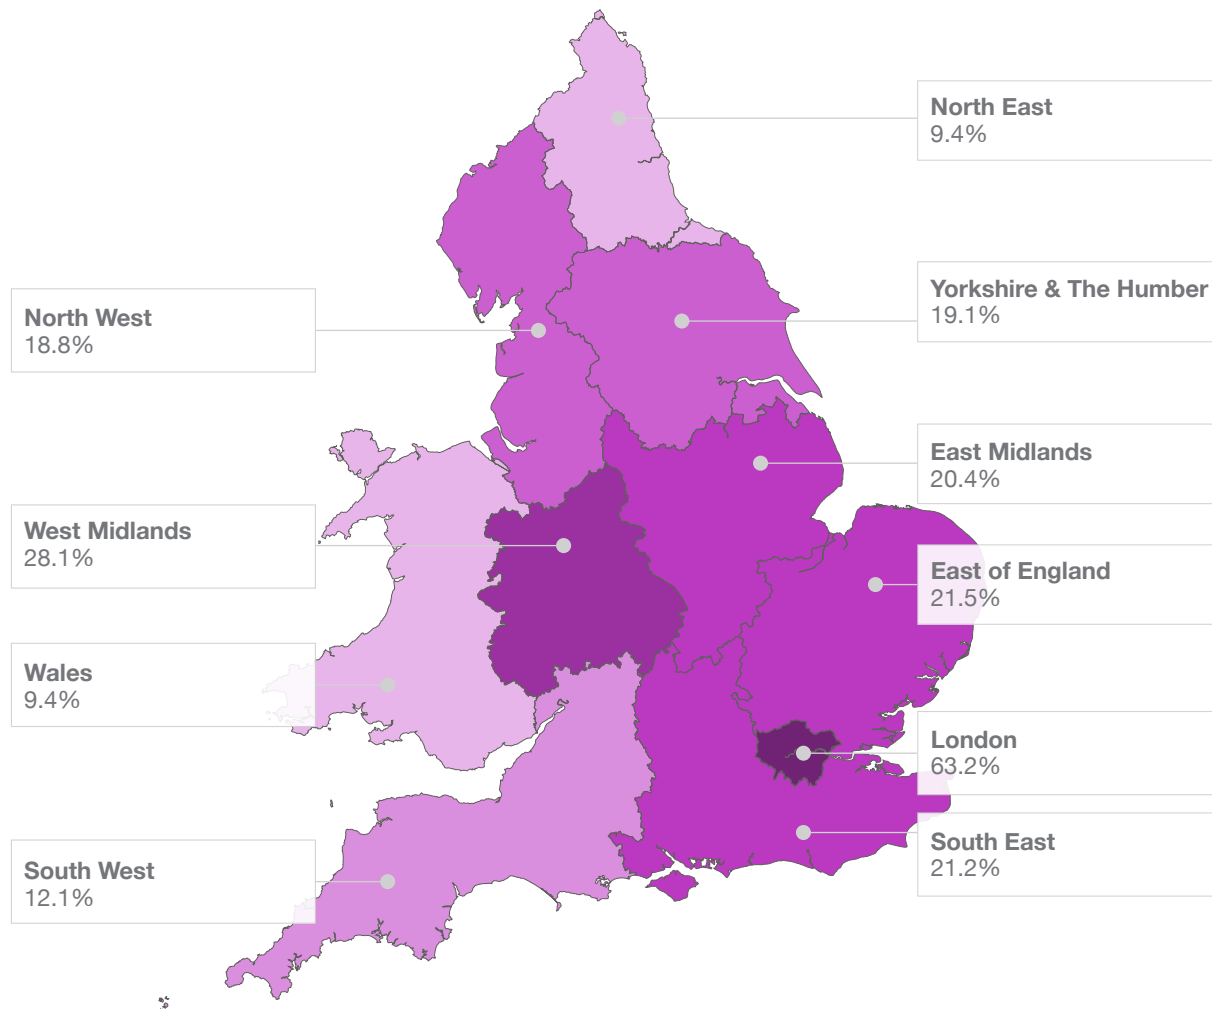 North East
9.4%
Yorkshire & The Humber
19.1%
North West
18.8%
East Midlands
20.4%
West Midlands
28.1%
East of England
21.5%
Wales
9.4%
London
63.2%
South East
21.2%
South West
12.1%